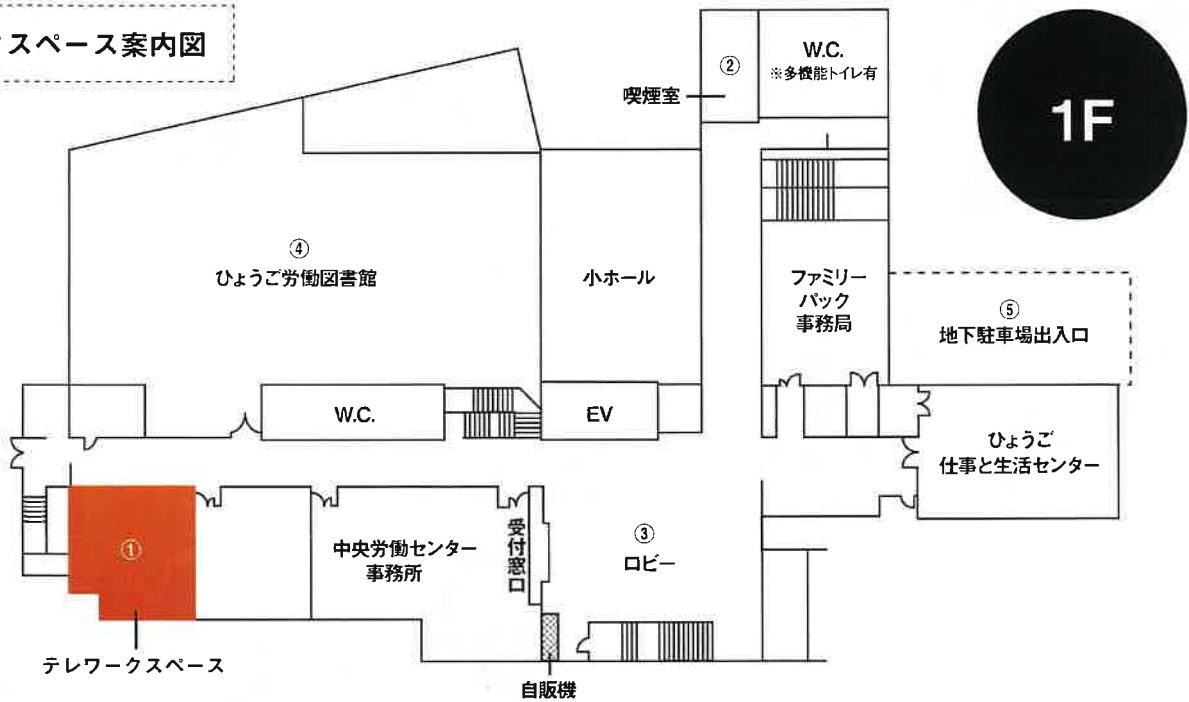 スペース案内図
1F
②
喫煙室
W.C.
※多機能トイレ有
④
ひょうご労働図書館
小ホール
ファミリー
パック
事務局
⑤
地下駐車場出入口
W.C.
EV
ひょうご
仕事と生活センター
①
テレワークスペース
中央労働センター
事務所
受付窓口
③
ロビー
自販機